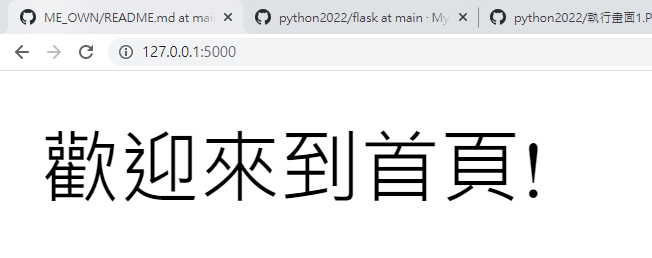 ME_OWN/README.md at mai
python2022/flask at main · My
python2022/執行畫面1.P
127.0.0.1:5000
歡迎來到首頁!